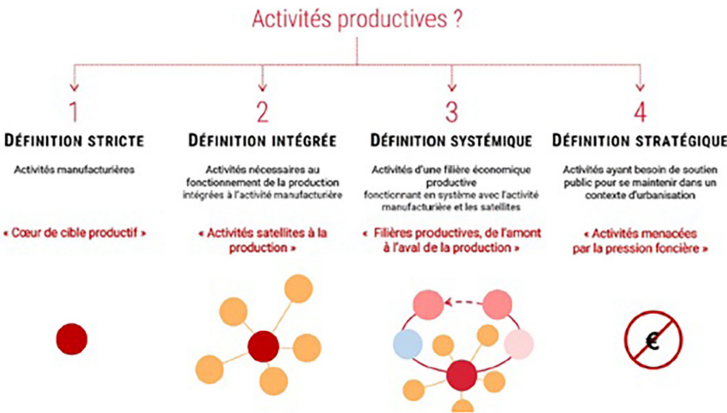 Activités productives ?
1
DÉFINITION STRICTE
Activités manufacturières
« Cœur de cible productif »
2
DÉFINITION INTÉGRÉE
Activités nécessaires au
fonctionnement de la production
intégrées à l'activité manufacturière
« Activités satellites à la
production »
3
DÉFINITION SYSTÉMIQUE
Activités d'une filière économique
productive
fonctionnant en système avec l'activité
manufacturière et les satellites
« Filières productives, de l'amont
à l'aval de la production »
4
DÉFINITION STRATÉGIQUE
Activités ayant besoin de soutien
public pour se maintenir dans un
contexte d'urbanisation
« Activités menacées
par la pression foncière »
€